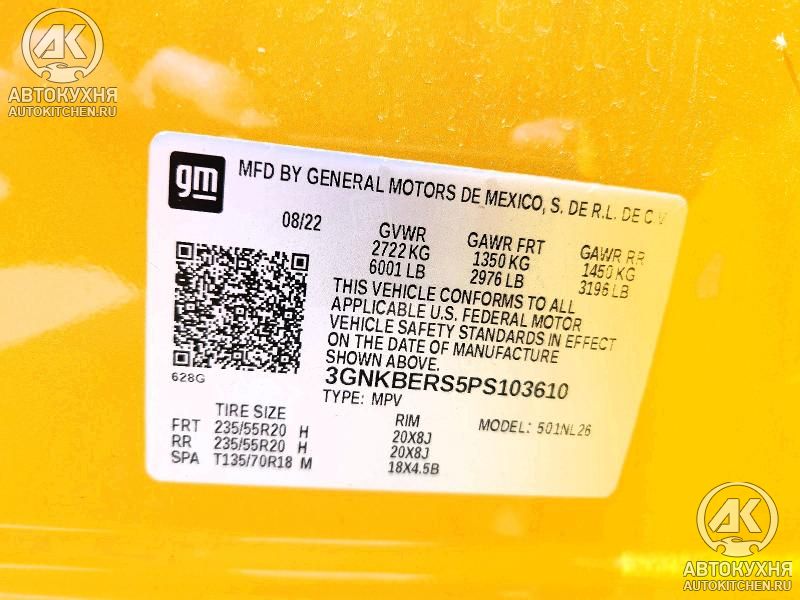 AK
АВТОКУХНЯ
AUTOKITCHEN.RU
gm
MFD BY GENERAL MOTORS DE MEXICO, S. DE R.L. DE C.V
08/22
GVWR GAWR FRT GAWR RR
2722 KG 1350 KG 1450 KG
6001 LB 2976 LB 3196 LB
THIS VEHICLE CONFORMS TO ALL
APPLICABLE U.S. FEDERAL MOTOR
VEHICLE SAFETY STANDARDS IN EFFECT
ON THE DATE OF MANUFACTURE
SHOWN ABOVE.
628G
3GNKBERS5PS103610
TYPE: MPV MODEL: 501NL26
TIRE SIZE RIM
FRT 235/55R20 H 20X8J
RR 235/55R20 H 20X8J
SPA T135/70R18 M 18X4.5B
AK
АВТОКУХНЯ
AUTOKITCHEN.RU